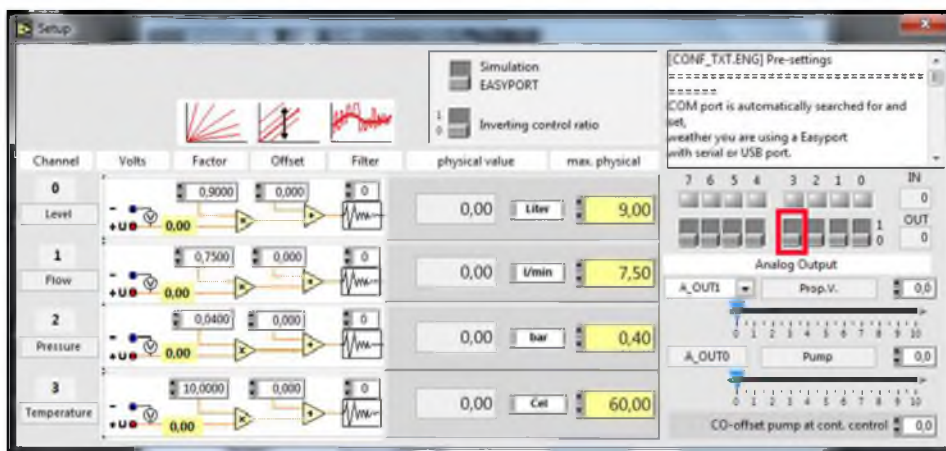 Setup
Simulation
EASYPORT
1
0
Inverting control ratio
[CONF_TXT.ENG] Pre-settings
==============================
======
COM port is automatically searched for and
set,
weather you are using a Easyport
with serial or USB port.
Channel Volts Factor Offset Filter physical value max. physical
0
Level
- + U V 0,00 0,9000 x 0,000 + 0
0,00 Liter 9,00
1
Flow
- + U V 0,00 0,7500 x 0,000 + 0
0,00 l/min 7,50
2
Pressure
- + U V 0,00 0,0400 x 0,000 + 0
0,00 bar 0,40
3
Temperature
- + U V 0,00 10,0000 x 0,000 + 0
0,00 Cel 60,00
7 6 5 4 3 2 1 0 IN
0
1
0
OUT
0
Analog Output
A_OUT1 Prop.V. 0,0
0 1 2 3 4 5 6 7 8 9 10
A_OUT0 Pump 0,0
0 1 2 3 4 5 6 7 8 9 10
CO-offset pump at cont. control 0,0